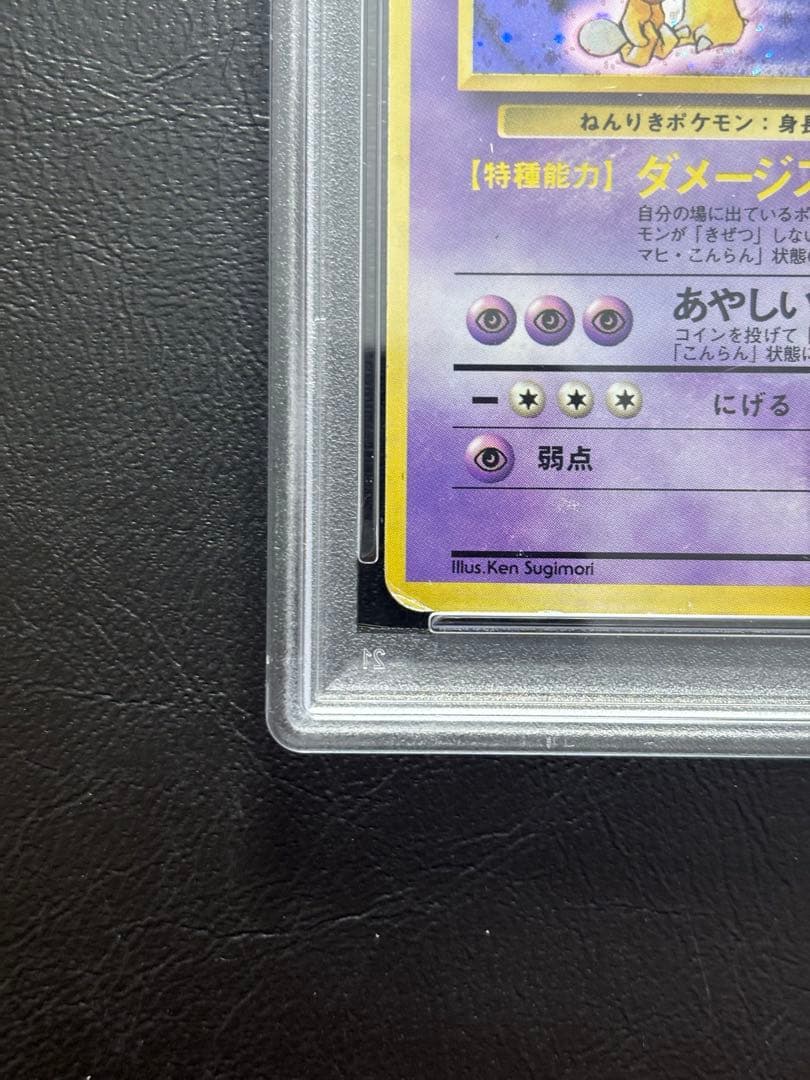 ねんりきポケモン：身長
【特種能力】ダメージス
自分の場に出ているポ
モンが「きぜつ」しない
マヒ・こんらん」状態の
あやしい
コインを投げて
「こんらん」状態に
にげる
弱点
Illus.Ken Sugimori
21